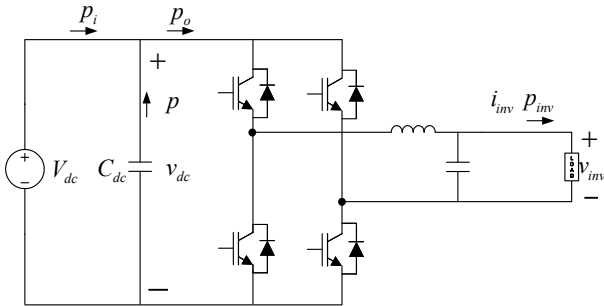 p_i
p_o
+
p
i_inv p_inv
+
−
V_dc
C_dc
v_dc
+
LOAD
v_inv
−
−